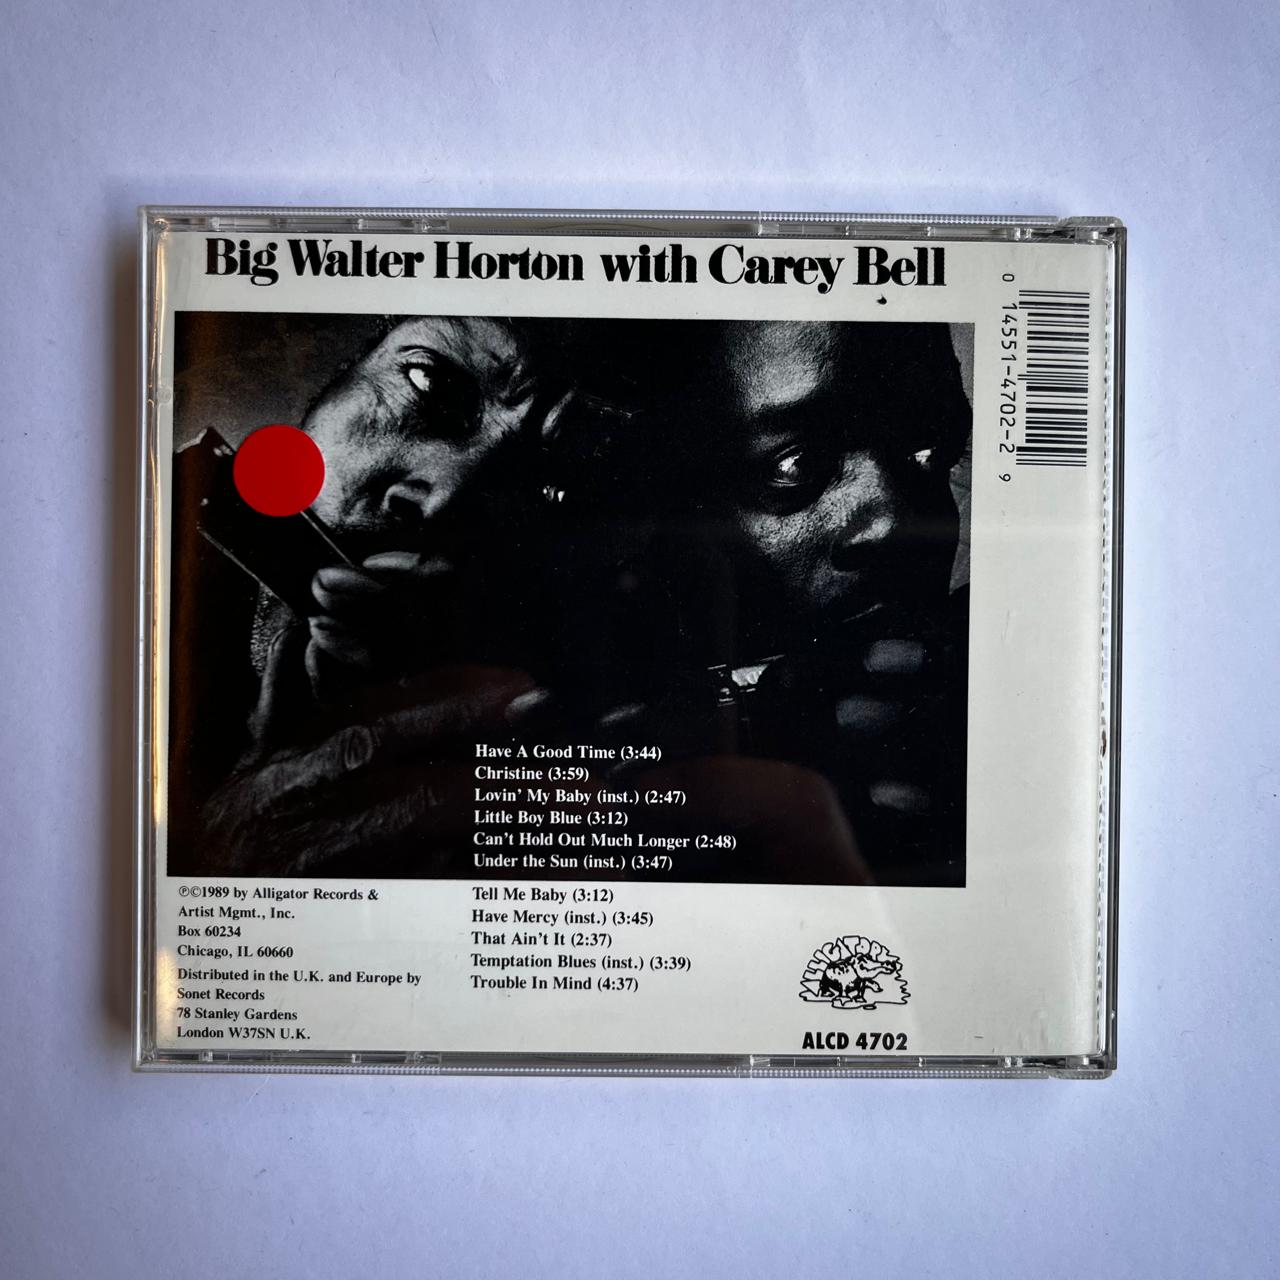 Big Walter Horton with Carey Bell
0 14551-4702-2 9
Have A Good Time (3:44)
Christine (3:59)
Lovin' My Baby (inst.) (2:47)
Little Boy Blue (3:12)
Can't Hold Out Much Longer (2:48)
Under the Sun (inst.) (3:47)
Tell Me Baby (3:12)
Have Mercy (inst.) (3:45)
That Ain't It (2:37)
Temptation Blues (inst.) (3:39)
Trouble In Mind (4:37)
℗©1989 by Alligator Records &
Artist Mgmt., Inc.
Box 60234
Chicago, IL 60660
Distributed in the U.K. and Europe by
Sonet Records
78 Stanley Gardens
London W37SN U.K.
ALLIGATOR
ALCD 4702